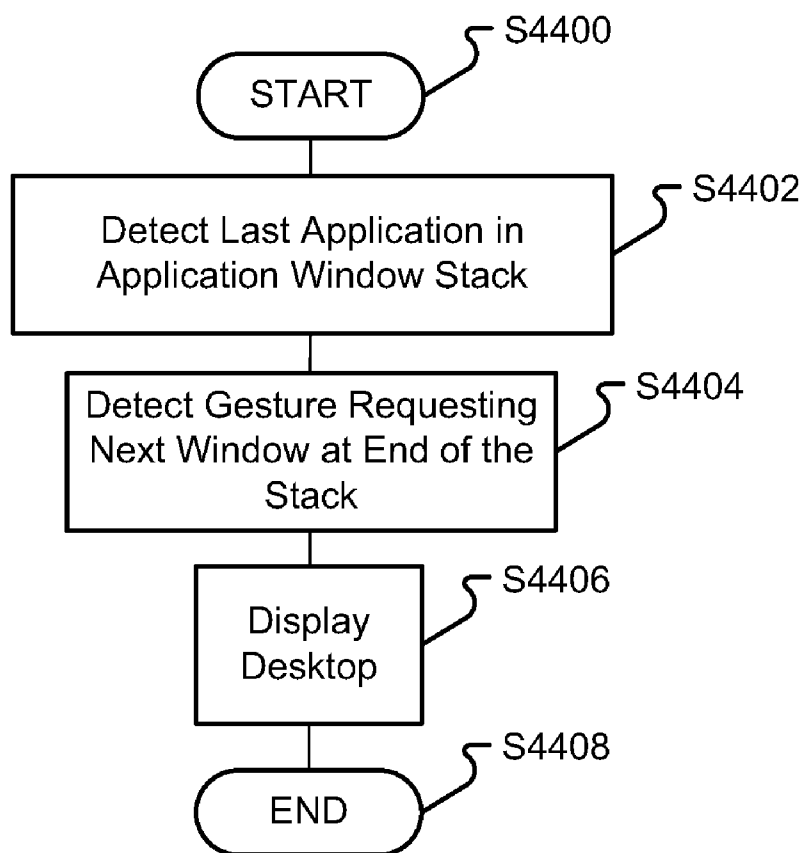 S4400
START
S4402
Detect Last Application in
Application Window Stack
S4404
Detect Gesture Requesting
Next Window at End of the
Stack
S4406
Display
Desktop
S4408
END